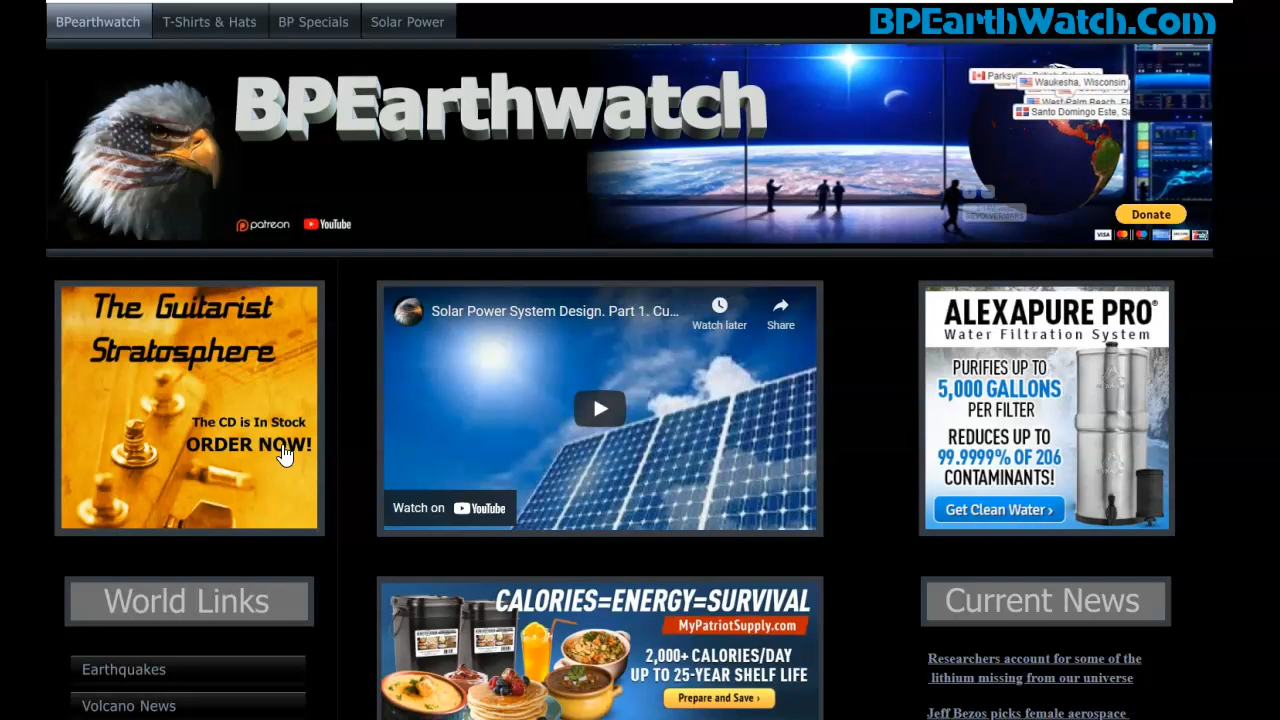 BPearthwatch
T-Shirts & Hats
BP Specials
Solar Power
BPEarthWatch.Com
BPEarthwatch
Waukesha, Wisconsin
Santo Domingo Este,
patreon
YouTube
Donate
VISA
The Guitarist
Stratosphere
The CD is In Stock
ORDER NOW!
Solar Power System Design. Part 1. Cu...
Watch later
Share
Watch on YouTube
ALEXAPURE PRO®
Water Filtration System
PURIFIES UP TO
5,000 GALLONS
PER FILTER
REDUCES UP TO
99.9999% OF 206
CONTAMINANTS!
Get Clean Water ›
World Links
Earthquakes
Volcano News
CALORIES=ENERGY=SURVIVAL
MyPatriotSupply.com
2,000+ CALORIES/DAY
UP TO 25-YEAR SHELF LIFE
Prepare and Save ›
Current News
Researchers account for some of the
lithium missing from our universe
Jeff Bezos picks female aerospace